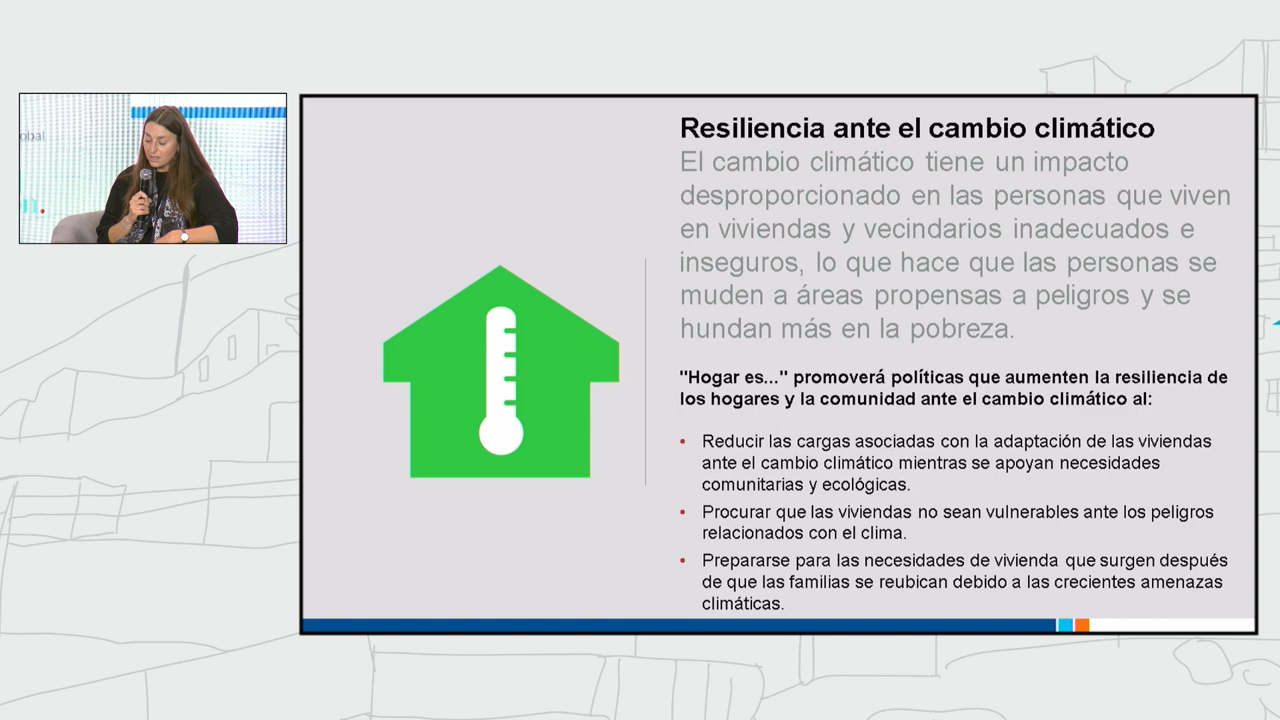 obal
n.
Resiliencia ante el cambio climático
El cambio climático tiene un impacto
desproporcionado en las personas que viven
en viviendas y vecindarios inadecuados e
inseguros, lo que hace que las personas se
muden a áreas propensas a peligros y se
hundan más en la pobreza.
"Hogar es..." promoverá políticas que aumenten la resiliencia de
los hogares y la comunidad ante el cambio climático al:
• Reducir las cargas asociadas con la adaptación de las viviendas
ante el cambio climático mientras se apoyan necesidades
comunitarias y ecológicas.
• Procurar que las viviendas no sean vulnerables ante los peligros
relacionados con el clima.
• Prepararse para las necesidades de vivienda que surgen después
de que las familias se reubican debido a las crecientes amenazas
climáticas.